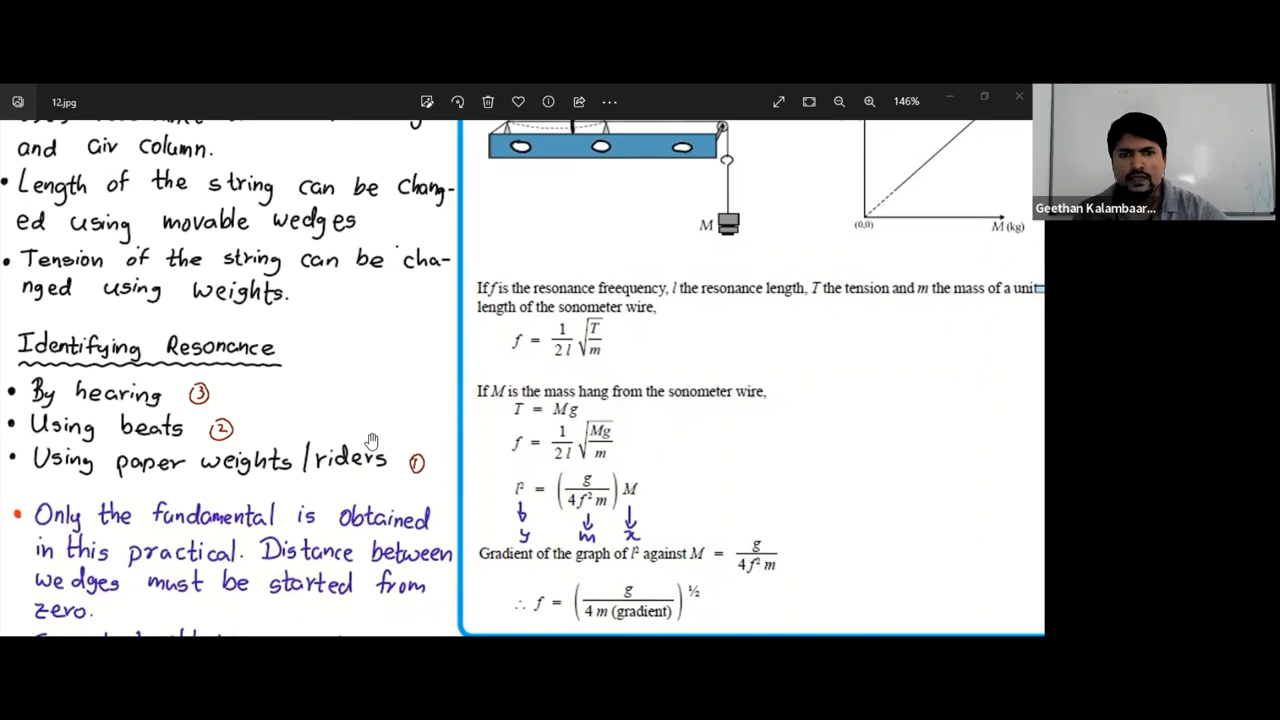 12.jpg
146%
Geethan Kalambaar...
and air column.
• Length of the string can be chang-
ed using movable wedges
• Tension of the string can be cha-
nged using weights.
Identifying Resonance
• By hearing ③
• Using beats ②
• Using paper weights / riders ①
• Only the fundamental is obtained
in this practical. Distance between
wedges must be started from
zero.
M
(0,0)
M (kg)
If f is the resonance freequency, l the resonance length, T the tension and m the mass of a unit
length of the sonometer wire,
f = 1/(2l) √(T/m)
If M is the mass hang from the sonometer wire,
T = Mg
f = 1/(2l) √(Mg/m)
l² = (g/(4f²m)) M
y m x
Gradient of the graph of l² against M = g/(4f²m)
∴ f = (g/(4 m (gradient)))^½